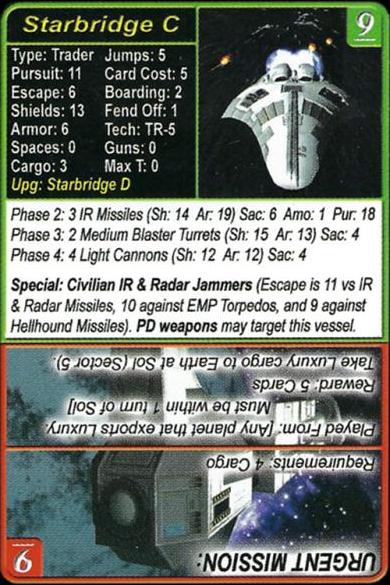 Starbridge C
9
Type: Trader Jumps: 5
Pursuit: 11 Card Cost: 5
Escape: 6 Boarding: 2
Shields: 13 Fend Off: 1
Armor: 6 Tech: TR-5
Spaces: 0 Guns: 0
Cargo: 3 Max T: 0
Upg: Starbridge D
Phase 2: 3 IR Missiles (Sh: 14 Ar: 19) Sac: 6 Amo: 1 Pur: 18
Phase 3: 2 Medium Blaster Turrets (Sh: 15 Ar: 13) Sac: 4
Phase 4: 4 Light Cannons (Sh: 12 Ar: 12) Sac: 4
Special: Civilian IR & Radar Jammers (Escape is 11 vs IR
& Radar Missiles, 10 against EMP Torpedos, and 9 against
Hellhound Missiles). PD weapons may target this vessel.
URGENT MISSION:
6
Requirements: 4 Cargo
Played From: [Any planet that exports Luxury.
Must be within 1 turn of Sol]
Reward: 5 Cards
Take Luxury cargo to Earth at Sol (Sector 5).